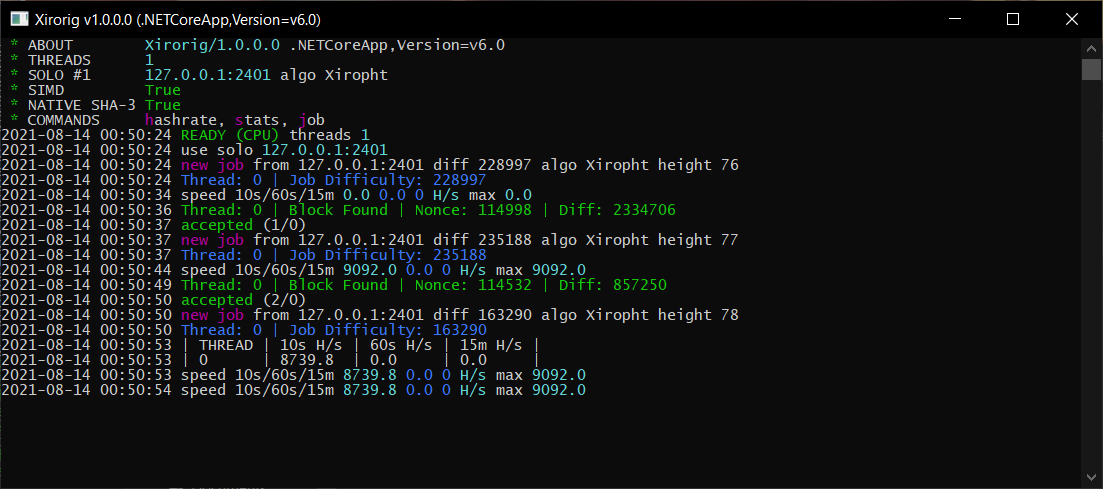 Xirorig v1.0.0.0 (.NETCoreApp,Version=v6.0)
* ABOUT Xirorig/1.0.0.0 .NETCoreApp,Version=v6.0
* THREADS 1
* SOLO #1 127.0.0.1:2401 algo Xiropht
* SIMD True
* NATIVE SHA-3 True
* COMMANDS hashrate, stats, job
2021-08-14 00:50:24 READY (CPU) threads 1
2021-08-14 00:50:24 use solo 127.0.0.1:2401
2021-08-14 00:50:24 new job from 127.0.0.1:2401 diff 228997 algo Xiropht height 76
2021-08-14 00:50:24 Thread: 0 | Job Difficulty: 228997
2021-08-14 00:50:34 speed 10s/60s/15m 0.0 0.0 0 H/s max 0.0
2021-08-14 00:50:36 Thread: 0 | Block Found | Nonce: 114998 | Diff: 2334706
2021-08-14 00:50:37 accepted (1/0)
2021-08-14 00:50:37 new job from 127.0.0.1:2401 diff 235188 algo Xiropht height 77
2021-08-14 00:50:37 Thread: 0 | Job Difficulty: 235188
2021-08-14 00:50:44 speed 10s/60s/15m 9092.0 0.0 0 H/s max 9092.0
2021-08-14 00:50:49 Thread: 0 | Block Found | Nonce: 114532 | Diff: 857250
2021-08-14 00:50:50 accepted (2/0)
2021-08-14 00:50:50 new job from 127.0.0.1:2401 diff 163290 algo Xiropht height 78
2021-08-14 00:50:50 Thread: 0 | Job Difficulty: 163290
2021-08-14 00:50:53 | THREAD | 10s H/s | 60s H/s | 15m H/s |
2021-08-14 00:50:53 | 0 | 8739.8 | 0.0 | 0.0 |
2021-08-14 00:50:53 speed 10s/60s/15m 8739.8 0.0 0 H/s max 9092.0
2021-08-14 00:50:54 speed 10s/60s/15m 8739.8 0.0 0 H/s max 9092.0